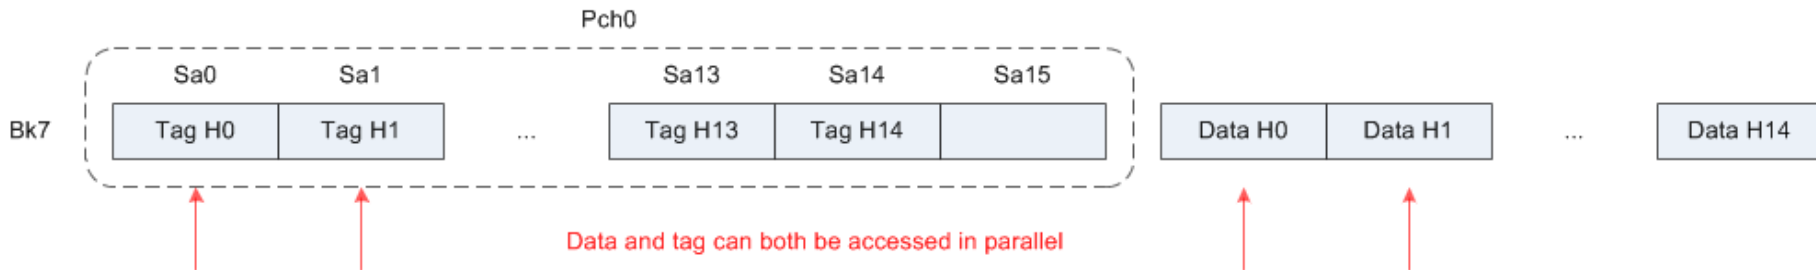 Pch0
Sa0 Sa1 Sa13 Sa14 Sa15
Bk7 Tag H0 Tag H1 ... Tag H13 Tag H14 Data H0 Data H1 ... Data H14
Data and tag can both be accessed in parallel